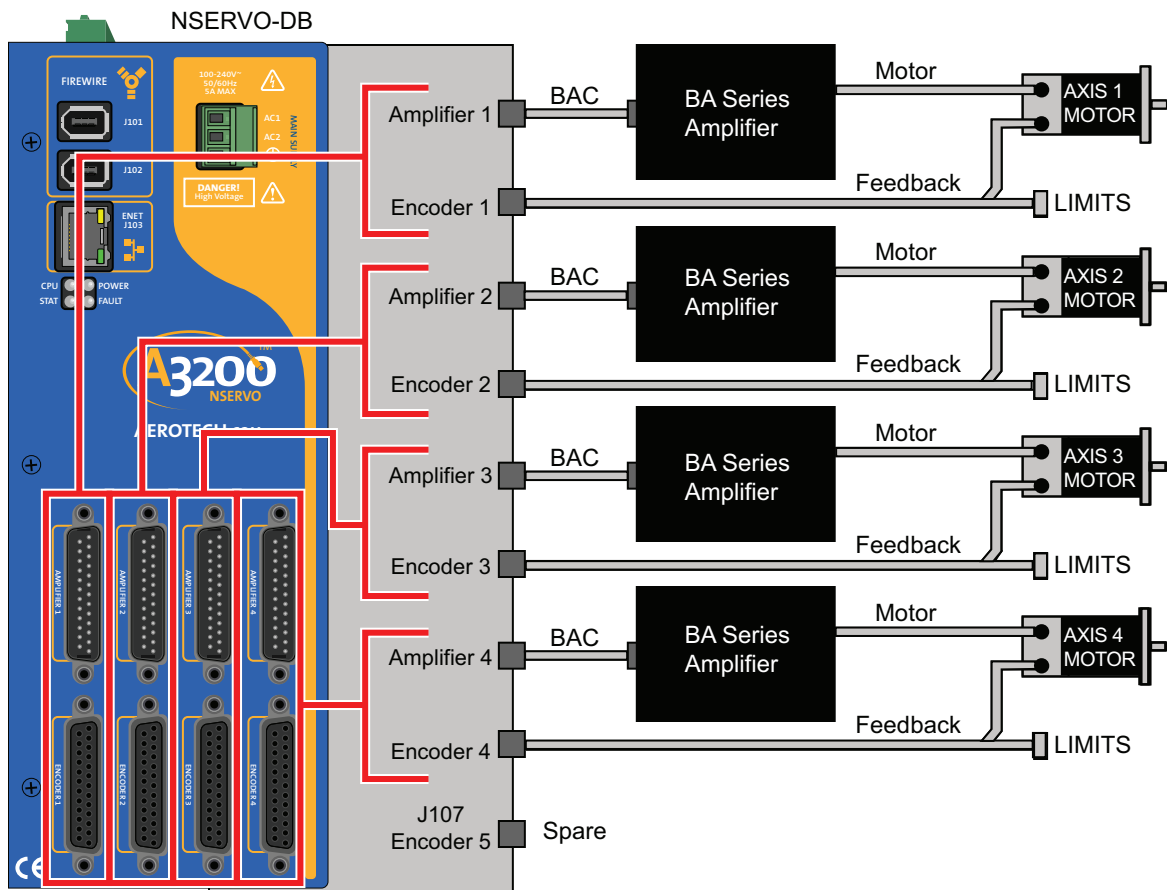 NSERVO-DB
FIREWIRE
J101
J102
ENET
J103
CPU
POWER
STAT
FAULT
100-240V~
50/60Hz
5A MAX
AC1
AC2
MAIN SUPPLY
DANGER!
High Voltage
A3200
TM
NSERVO
AMPLIFIER 1
AMPLIFIER 2
AMPLIFIER 3
AMPLIFIER 4
ENCODER 1
ENCODER 2
ENCODER 3
ENCODER 4
CE
Amplifier 1
BAC
BA Series
Amplifier
Motor
AXIS 1
MOTOR
Encoder 1
Feedback
LIMITS
Amplifier 2
BAC
BA Series
Amplifier
Motor
AXIS 2
MOTOR
Encoder 2
Feedback
LIMITS
Amplifier 3
BAC
BA Series
Amplifier
Motor
AXIS 3
MOTOR
Encoder 3
Feedback
LIMITS
Amplifier 4
BAC
BA Series
Amplifier
Motor
AXIS 4
MOTOR
Encoder 4
Feedback
LIMITS
J107
Encoder 5
Spare